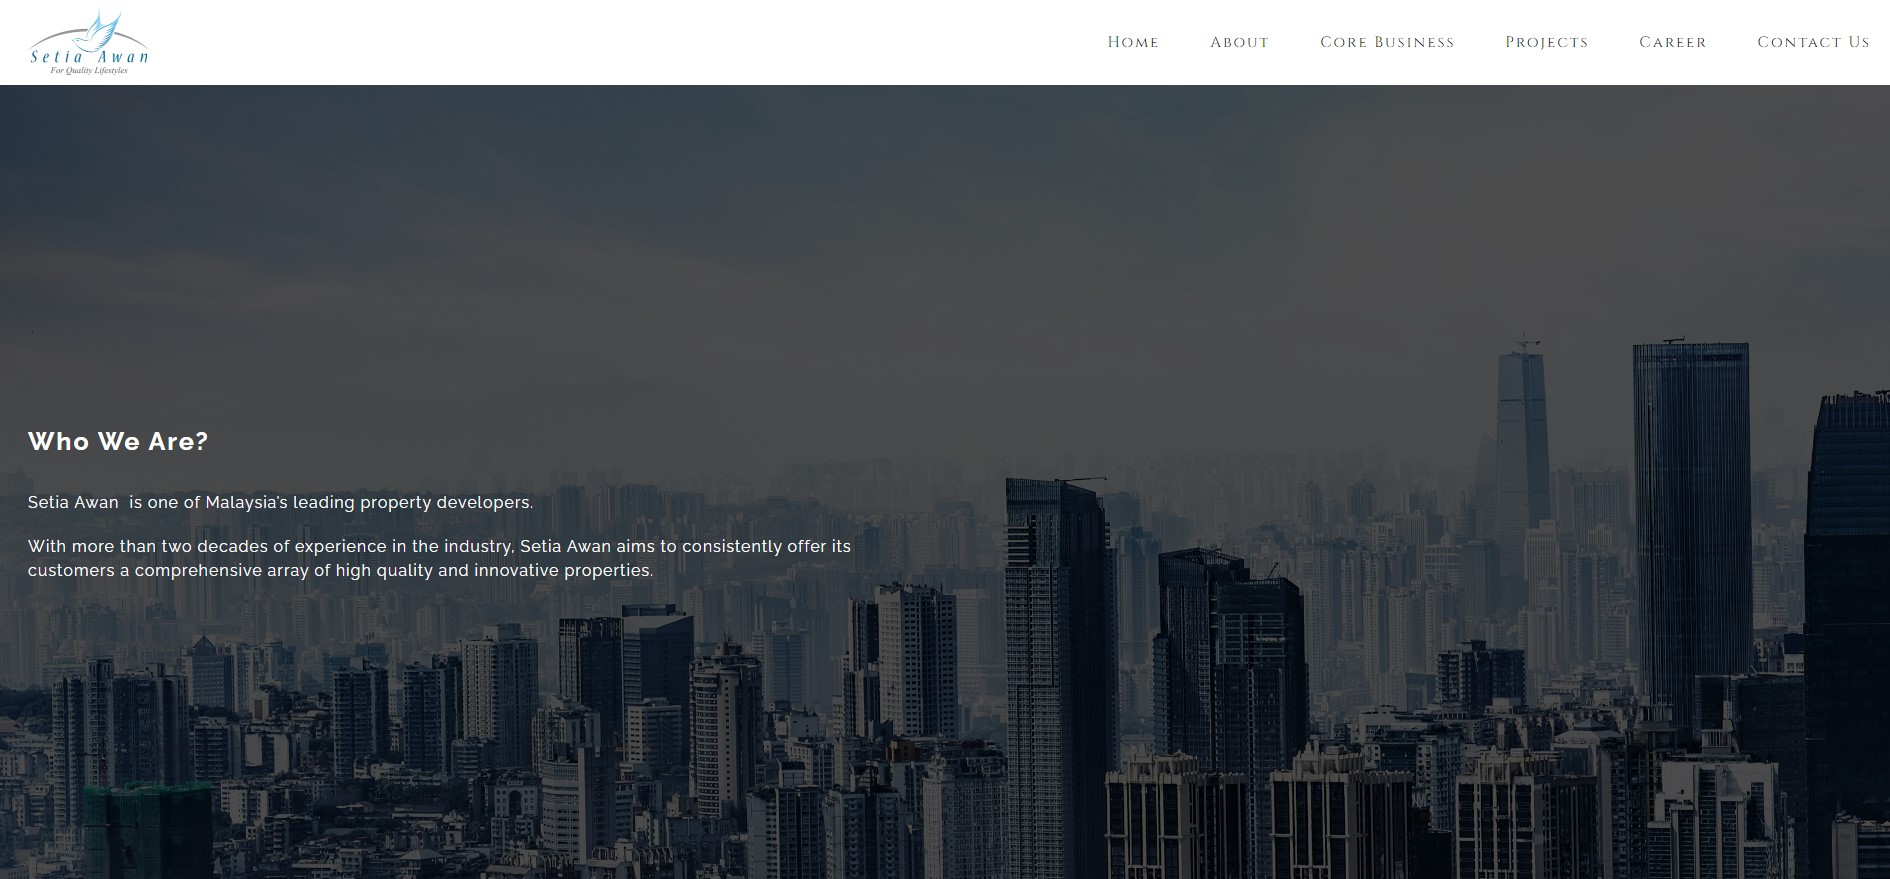 Setia Awan
For Quality Lifestyles
Home About Core Business Projects Career Contact Us
Who We Are?
Setia Awan  is one of Malaysia's leading property developers.
With more than two decades of experience in the industry, Setia Awan aims to consistently offer its
customers a comprehensive array of high quality and innovative properties.